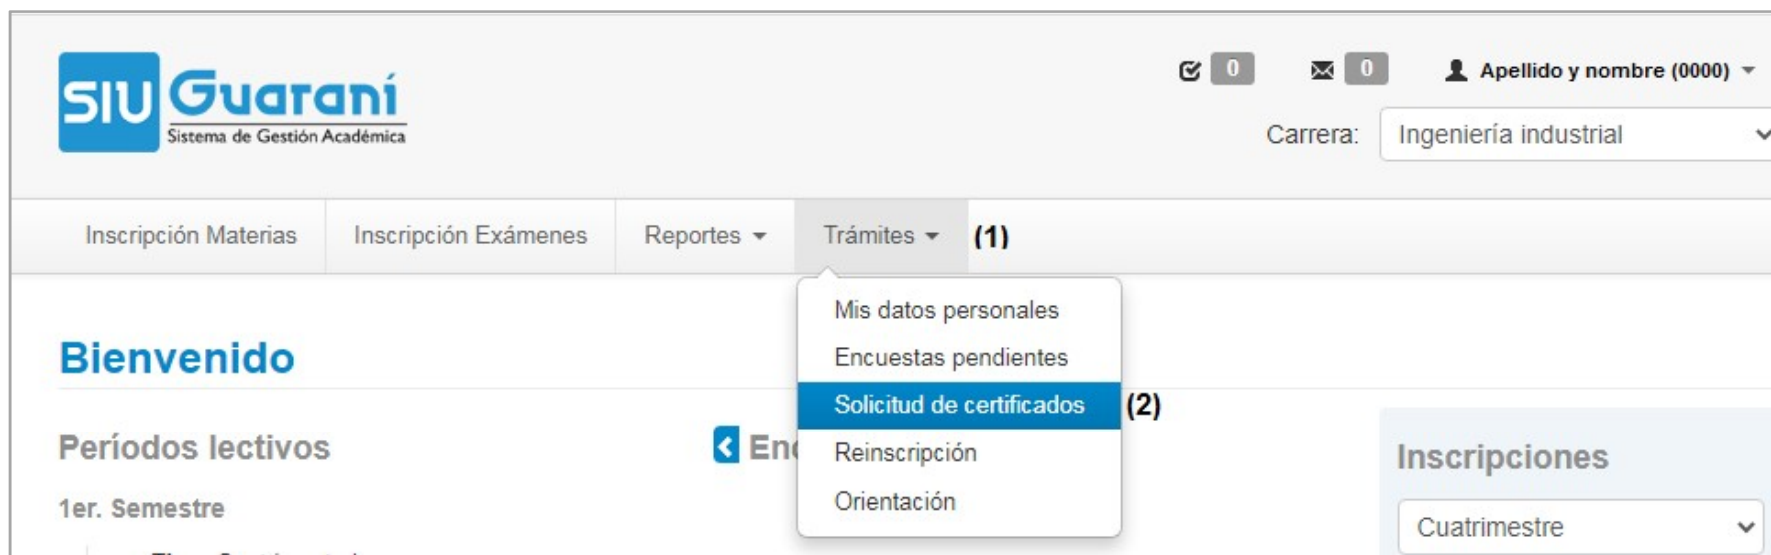 SIU Guaraní
Sistema de Gestión Académica
0 0 Apellido y nombre (0000)
Carrera: Ingeniería industrial
Inscripción Materias Inscripción Exámenes Reportes Trámites (1)
Mis datos personales
Encuestas pendientes
Solicitud de certificados (2)
Reinscripción
Orientación
Bienvenido
Períodos lectivos
1er. Semestre
Inscripciones
Cuatrimestre